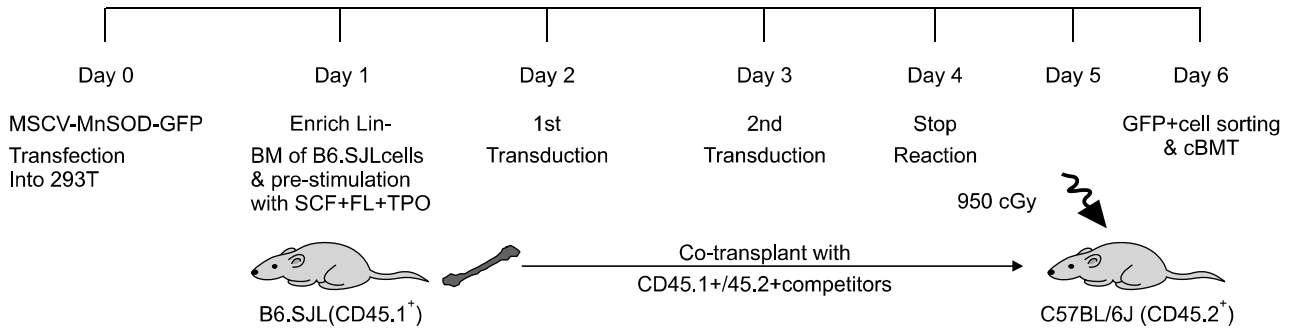 Day 0
Day 1
Day 2
Day 3
Day 4
Day 5
Day 6
MSCV-MnSOD-GFP
Transfection
Into 293T
Enrich Lin-
BM of B6.SJLcells
& pre-stimulation
with SCF+FL+TPO
1st
Transduction
2nd
Transduction
Stop
Reaction
GFP+cell sorting
& cBMT
950 cGy
Co-transplant with
CD45.1+/45.2+competitors
B6.SJL(CD45.1+)
C57BL/6J (CD45.2+)